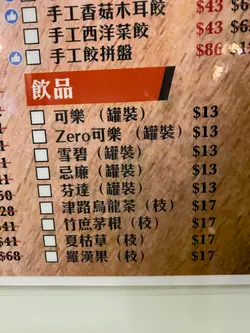 手工香菇木耳餃 $43
手工西洋菜餃 $43
手工餃拼盤 $86
飲品
可樂（罐裝） $13
Zero可樂（罐裝） $13
雪碧（罐裝） $13
忌廉（罐裝） $13
芬達（罐裝） $13
津路烏龍茶（枝） $17
竹庶茅根（枝） $17
夏枯草（枝） $17
羅漢果（枝） $17